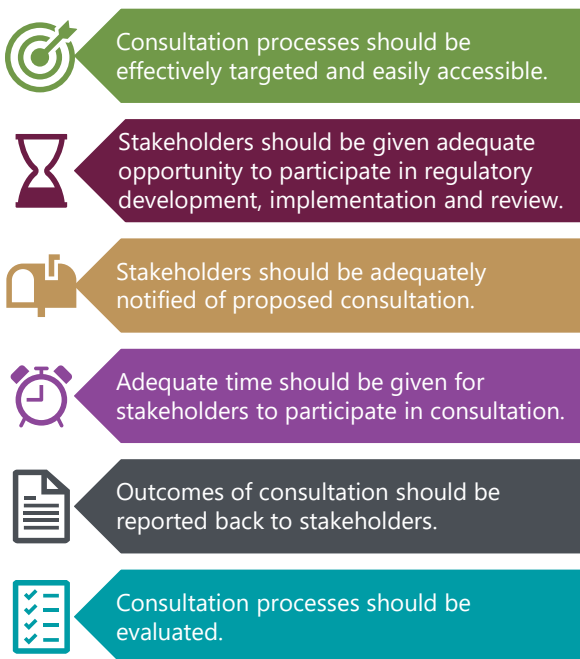 Consultation processes should be
effectively targeted and easily accessible.
Stakeholders should be given adequate
opportunity to participate in regulatory
development, implementation and review.
Stakeholders should be adequately
notified of proposed consultation.
Adequate time should be given for
stakeholders to participate in consultation.
Outcomes of consultation should be
reported back to stakeholders.
Consultation processes should be
evaluated.